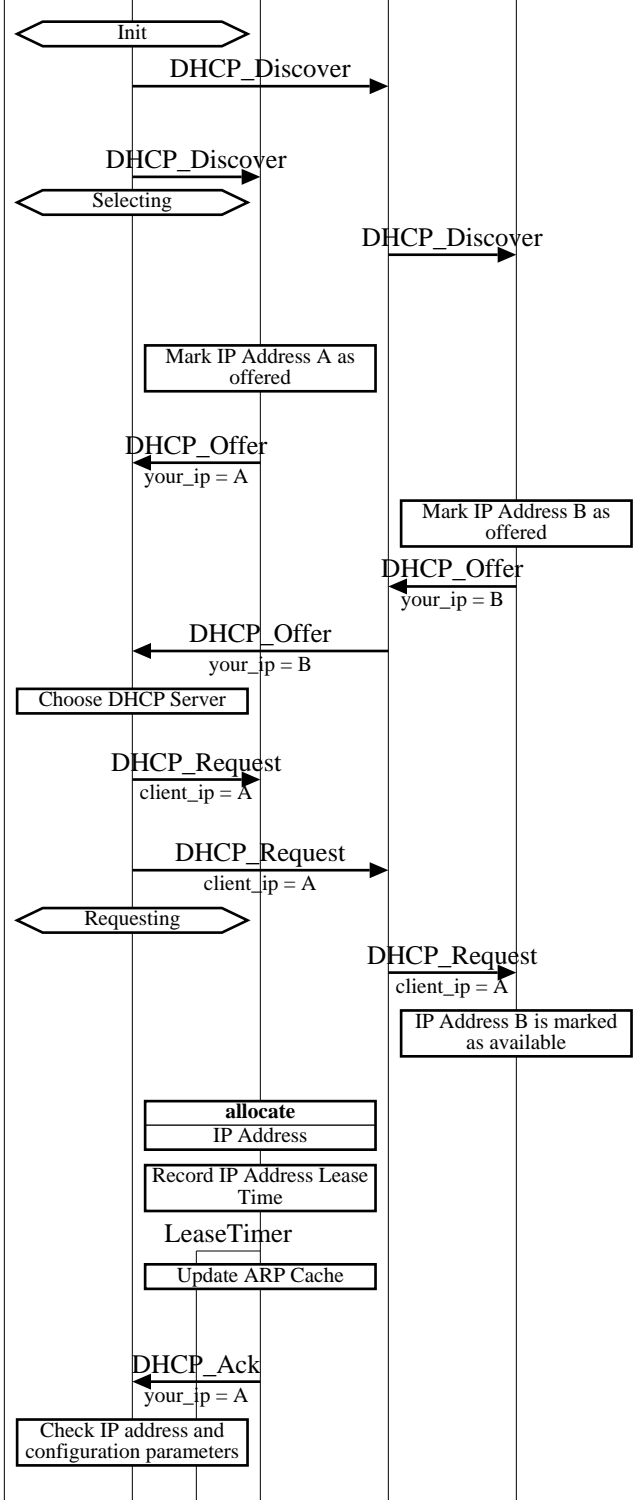 Init
DHCP_Discover
DHCP_Discover
Selecting
DHCP_Discover
Mark IP Address A as
offered
DHCP_Offer
your_ip = A
Mark IP Address B as
offered
DHCP_Offer
your_ip = B
DHCP_Offer
your_ip = B
Choose DHCP Server
DHCP_Request
client_ip = A
DHCP_Request
client_ip = A
Requesting
DHCP_Request
client_ip = A
IP Address B is marked
as available
allocate
IP Address
Record IP Address Lease
Time
LeaseTimer
Update ARP Cache
DHCP_Ack
your_ip = A
Check IP address and
configuration parameters